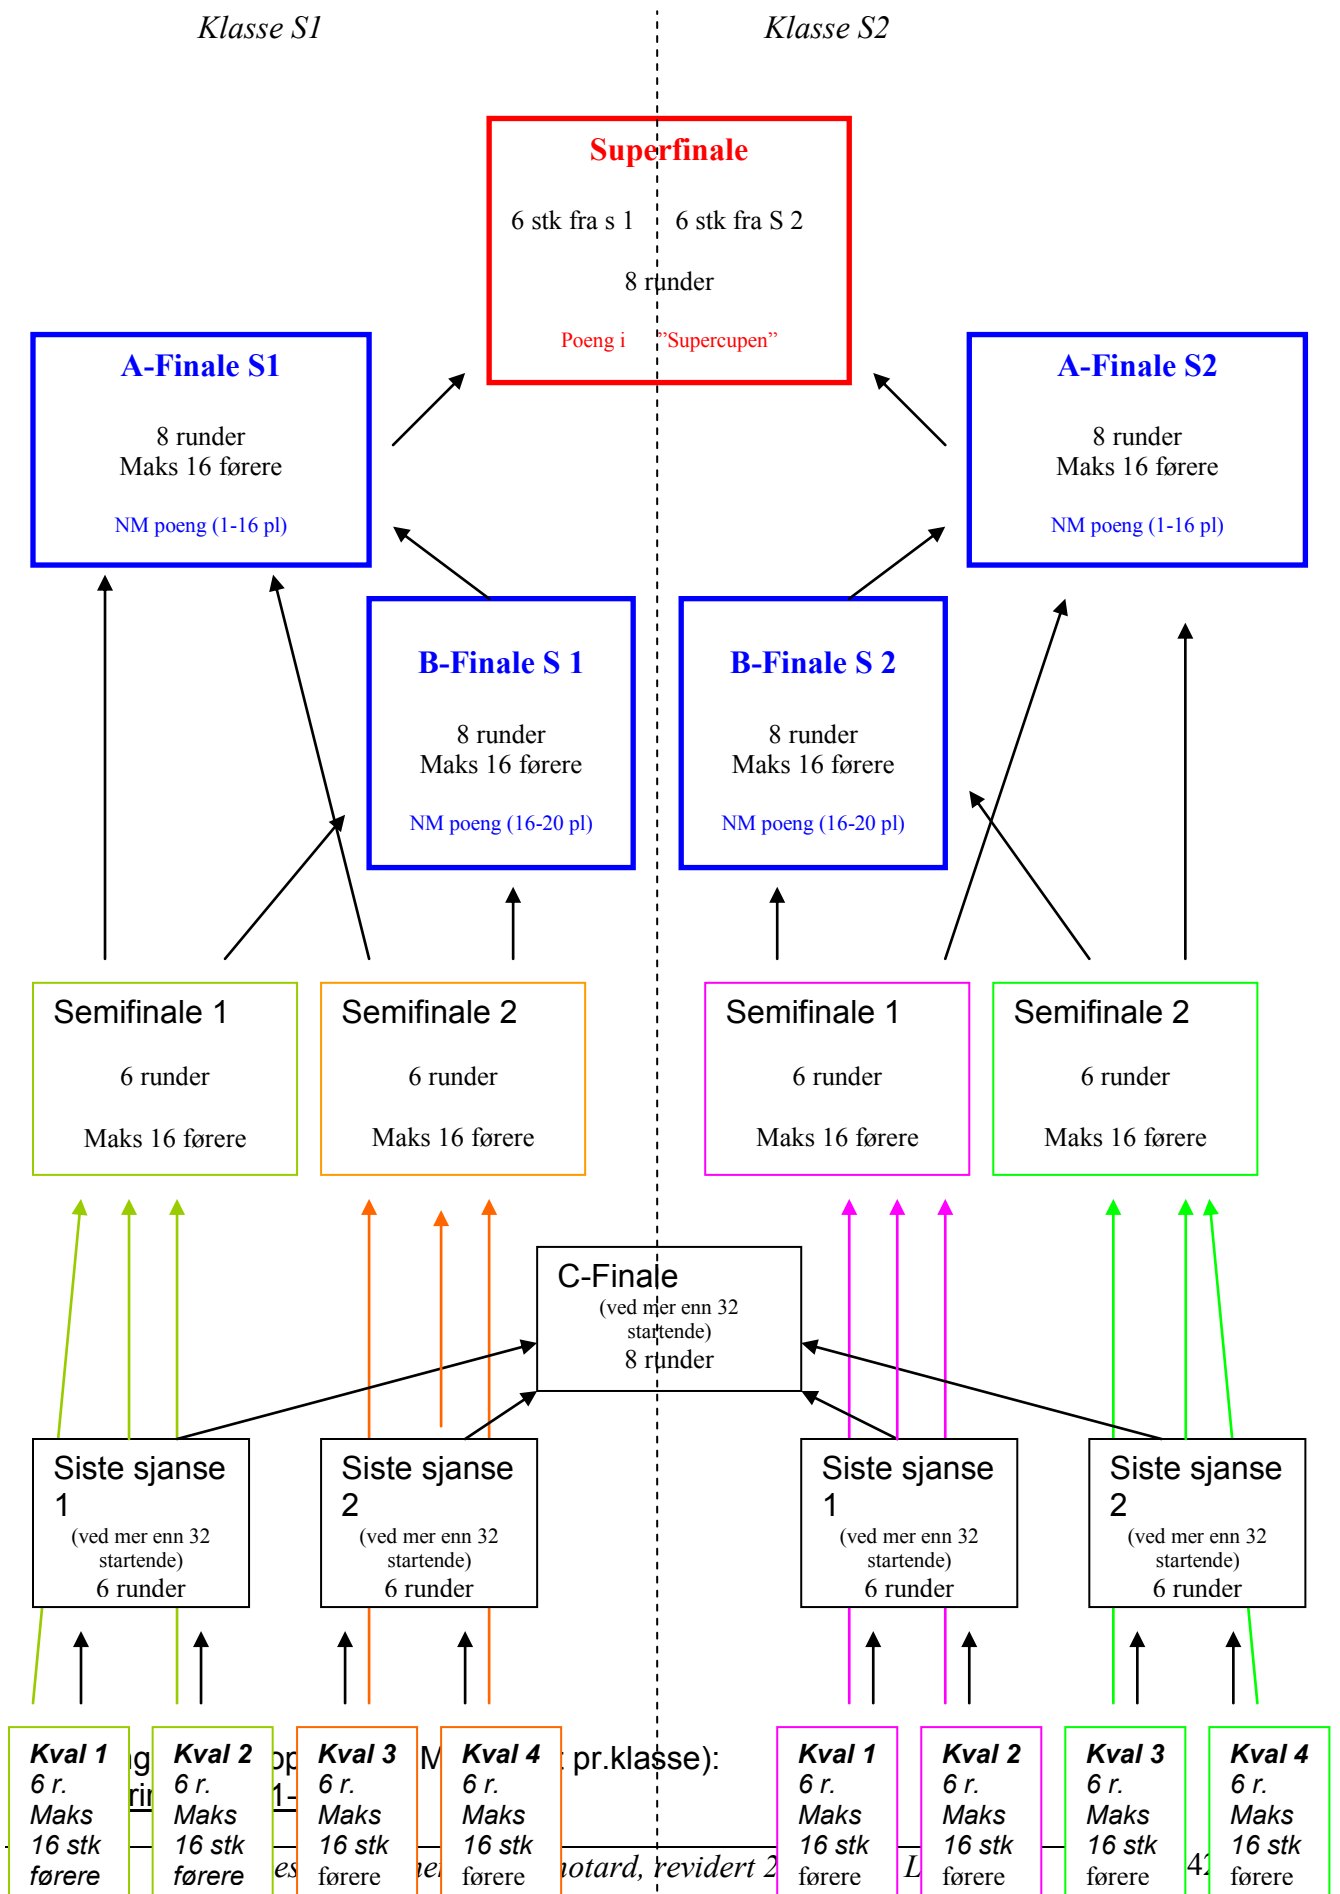 Klasse S1
Klasse S2
Superfinale
6 stk fra s 1
6 stk fra S 2
8 runder
Poeng i ”Supercupen”
A-Finale S1
8 runder
Maks 16 førere
NM poeng (1-16 pl)
A-Finale S2
8 runder
Maks 16 førere
NM poeng (1-16 pl)
B-Finale S 1
8 runder
Maks 16 førere
NM poeng (16-20 pl)
B-Finale S 2
8 runder
Maks 16 førere
NM poeng (16-20 pl)
Semifinale 1
6 runder
Maks 16 førere
Semifinale 2
6 runder
Maks 16 førere
Semifinale 1
6 runder
Maks 16 førere
Semifinale 2
6 runder
Maks 16 førere
C-Finale
(ved mer enn 32
startende)
8 runder
Siste sjanse
1
(ved mer enn 32
startende)
6 runder
Siste sjanse
2
(ved mer enn 32
startende)
6 runder
Siste sjanse
1
(ved mer enn 32
startende)
6 runder
Siste sjanse
2
(ved mer enn 32
startende)
6 runder
Kval 1
6 r.
Maks
16 stk
førere
Kval 2
6 r.
Maks
16 stk
førere
Kval 3
6 r.
Maks
16 stk
førere
Kval 4
6 r.
Maks
16 stk
førere
pr.klasse):
Kval 1
6 r.
Maks
16 stk
førere
Kval 2
6 r.
Maks
16 stk
førere
Kval 3
6 r.
Maks
16 stk
førere
Kval 4
6 r.
Maks
16 stk
førere
revidert